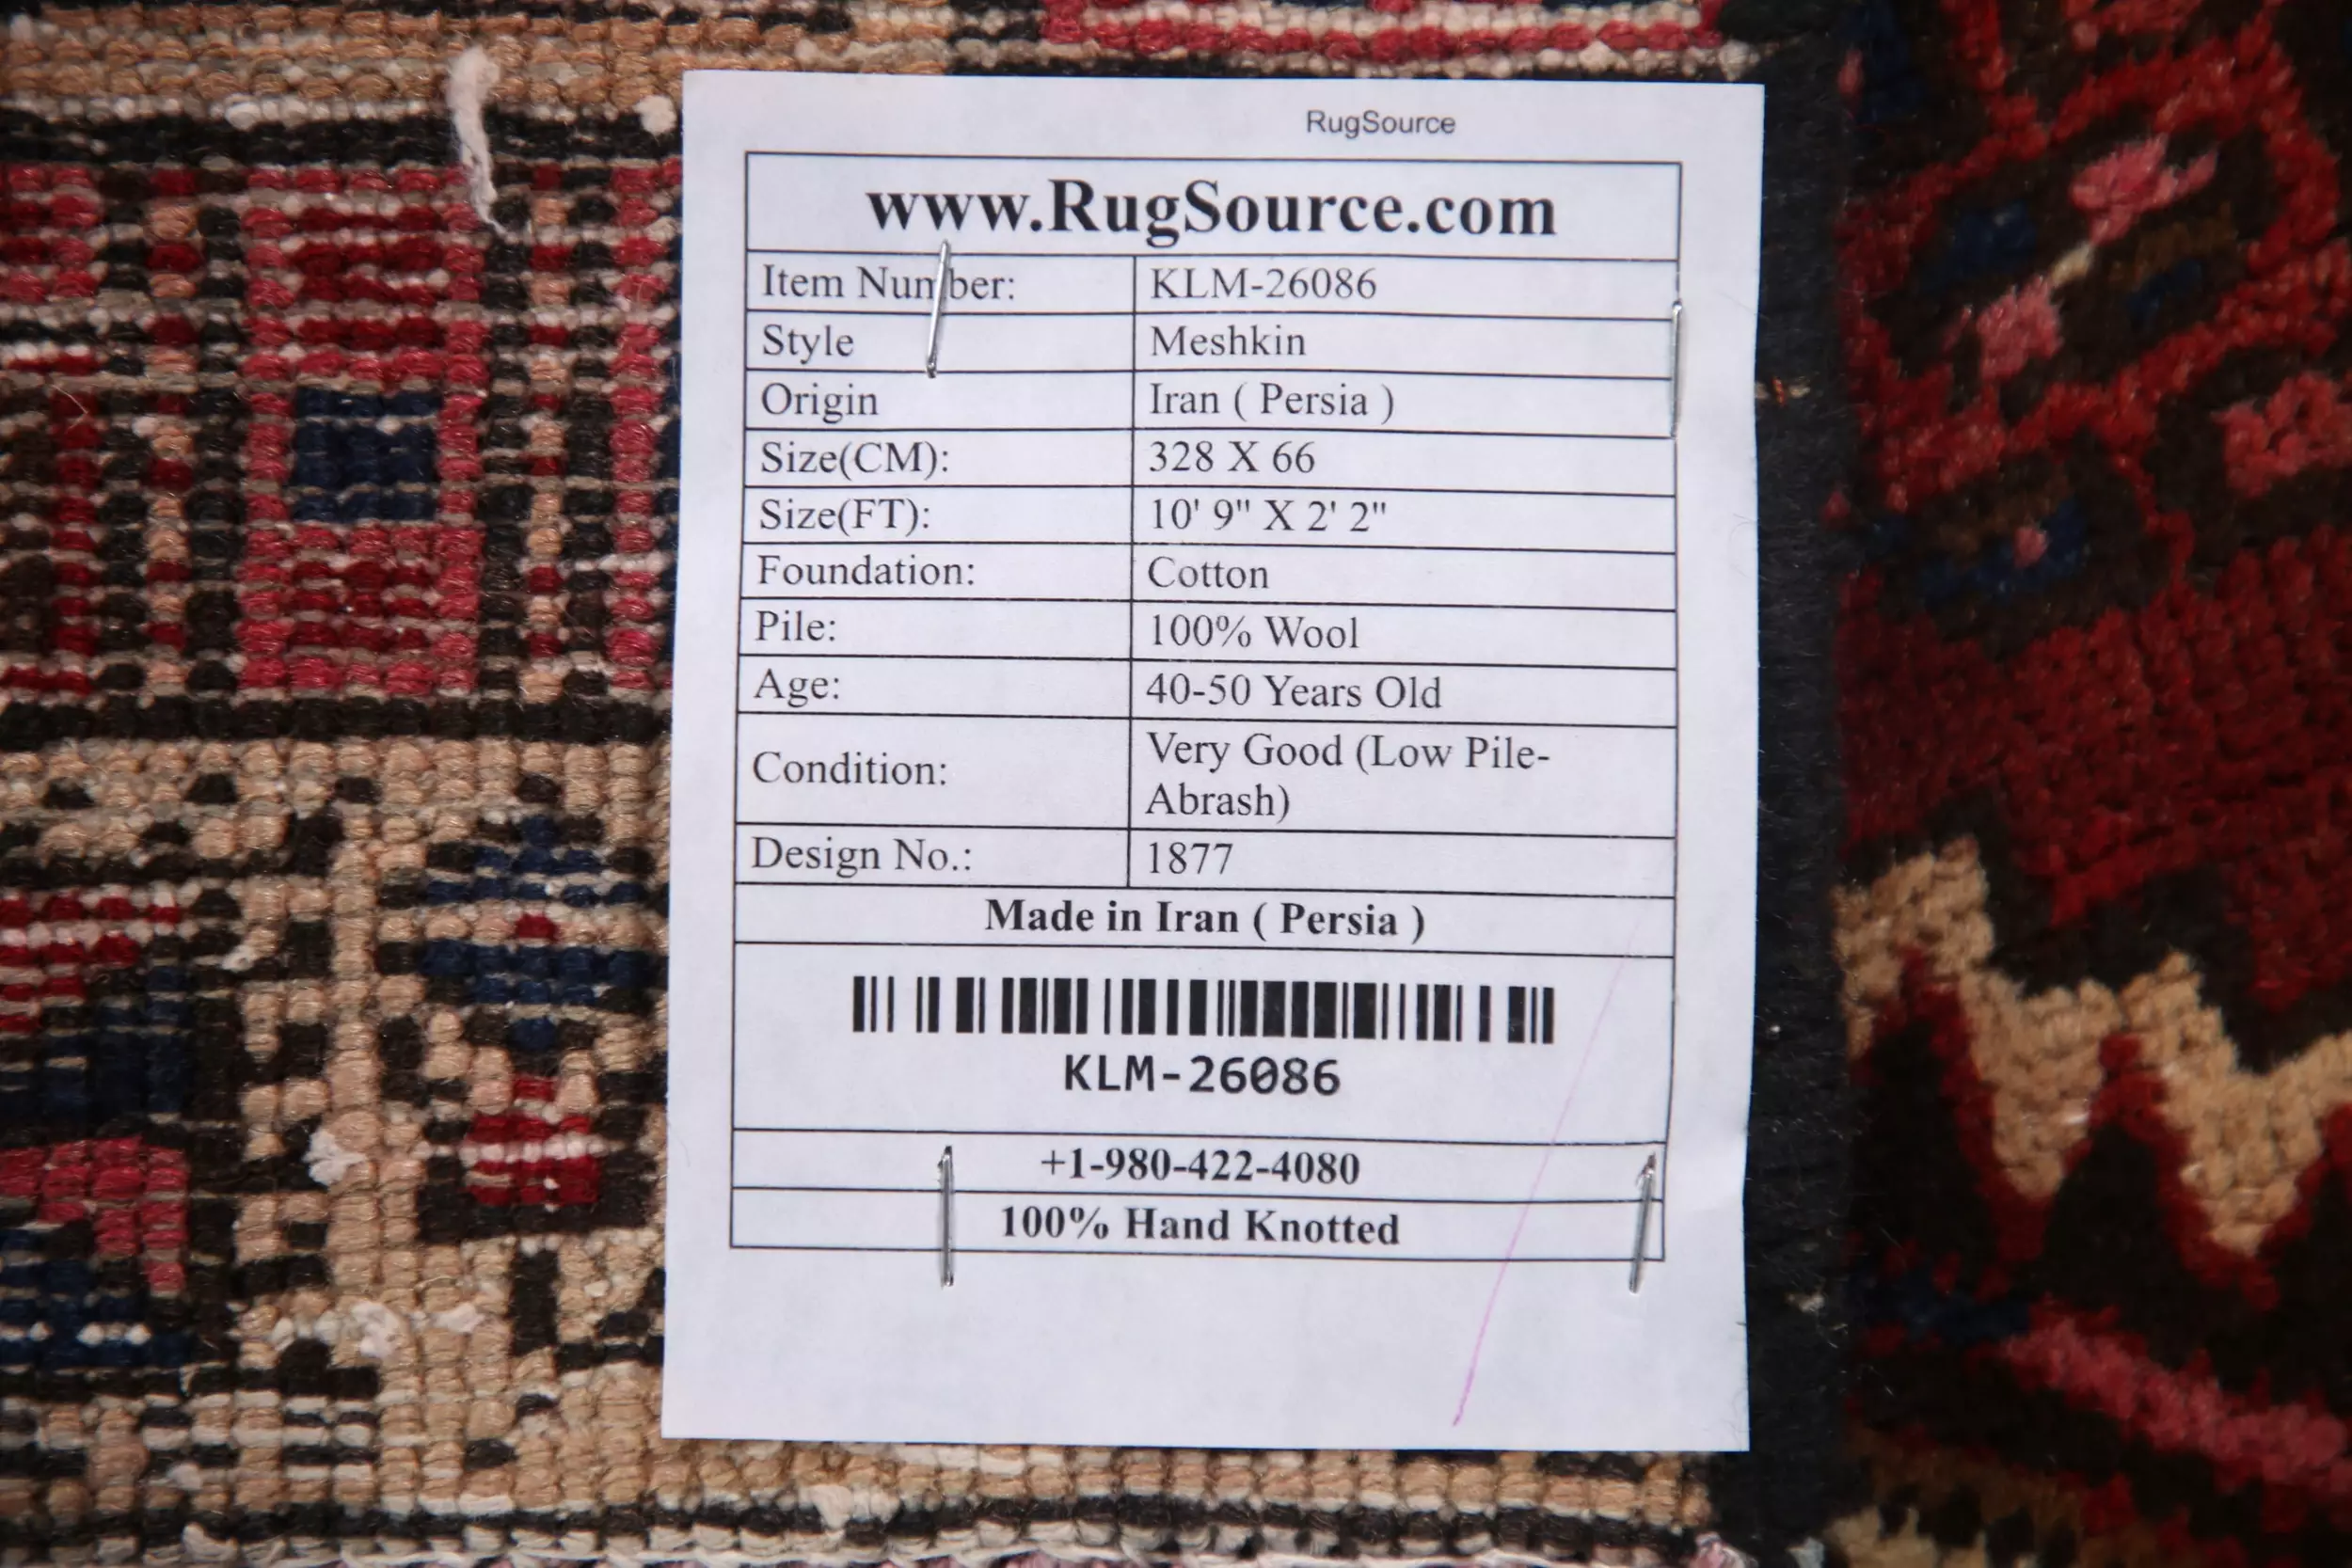 RugSource
www.RugSource.com
Item Number: KLM-26086
Style Meshkin
Origin Iran ( Persia )
Size(CM): 328 X 66
Size(FT): 10' 9" X 2' 2"
Foundation: Cotton
Pile: 100% Wool
Age: 40-50 Years Old
Condition: Very Good (Low Pile-
Abrash)
Design No.: 1877
Made in Iran ( Persia )
KLM-26086
+1-980-422-4080
100% Hand Knotted